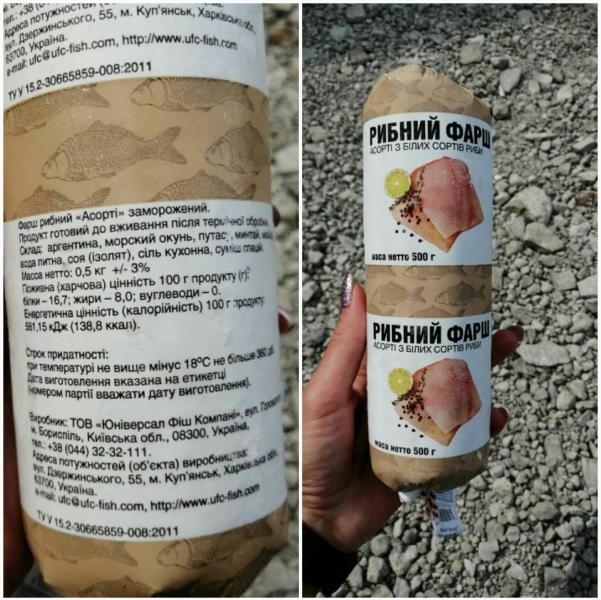 тел.: +38 (0
Адреса потужностей (об
вул. Дзержинського, 55, м. Куп'янськ, Харківська обл.,
63700, Україна.
e-mail: ufc@ufc-fish.com, http://www.ufc-fish.com
ТУ У 15.2-30665859-008:2011
Фарш рибний «Асорті» заморожений.
Продукт готовий до вживання після термічної обробки.
Склад: аргентина, морский окунь, путас, минтай,
вода питна, соя (ізолят), сіль кухонна, суміш спецій.
Масса нетто: 0,5 кг +/- 3%
Поживна (харчова) цінність 100 г продукту (г):
білки – 16,7; жири – 8,0; вуглеводи – 0.
Енергетична цінність (калорійність) 100 г продукту:
581,15 кДж (138,8 ккал).
Строк придатності:
при температурі не вище мінус 18ºС не більше 360 діб.
Дата виготовлення вказана на етикетці
(номером партії вважати дату виготовлення).
Виробник: ТОВ «Юніверсал Фіш Компані», вул.
м. Бориспіль, Київська обл., 08300, Україна,
тел.: +38 (044) 32-32-111.
Адреса потужностей (об'єкта) виробництва:
вул. Дзержинського, 55, м. Куп'янськ, Харківська обл.,
63700, Україна.
e-mail: ufc@ufc-fish.com, http://www.ufc-fish.com
ТУ У 15.2-30665859-008:2011
РИБНИЙ ФАРШ
АСОРТІ З БІЛИХ СОРТІВ РИБИ
маса нетто 500 г
РИБНИЙ ФАРШ
АСОРТІ З БІЛИХ СОРТІВ РИБИ
маса нетто 500 г